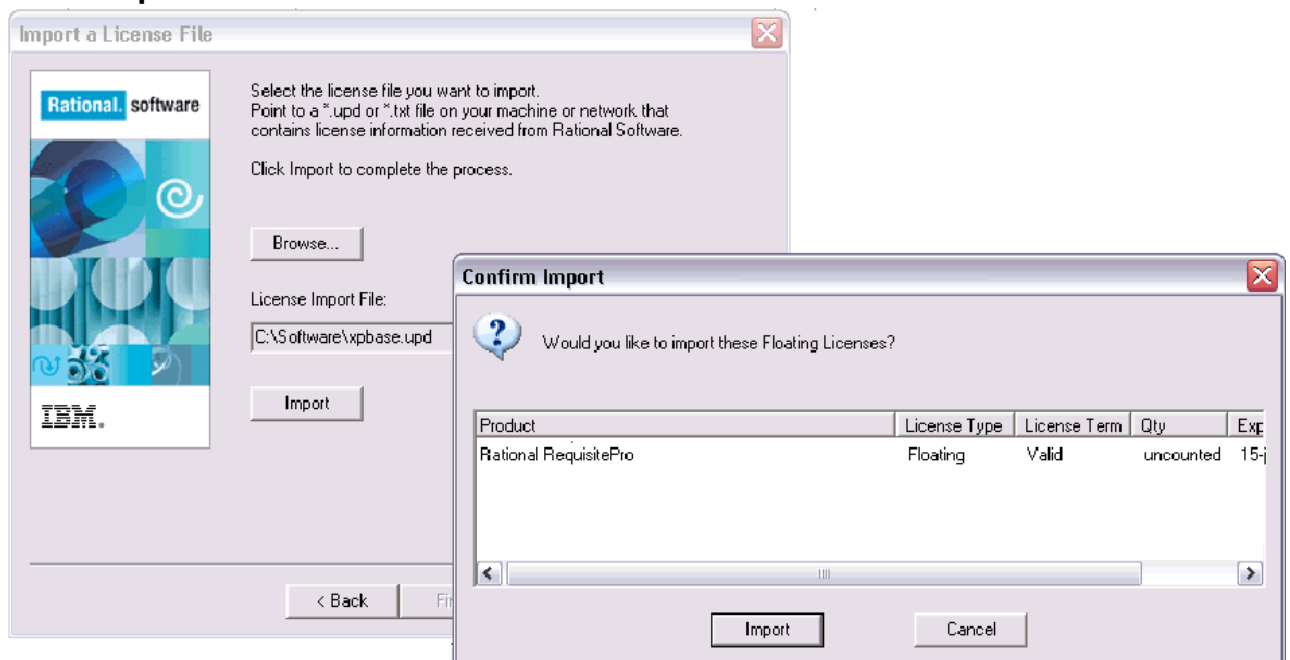 Import a License File
Rational. software
Select the license file you want to import.
Point to a *.upd or *.txt file on your machine or network that
contains license information received from Rational Software.
Click Import to complete the process.
Browse...
License Import File:
C:\Software\xpbase.upd
Import
IBM.
< Back
Confirm Import
Would you like to import these Floating Licenses?
Product License Type License Term Qty Exp
Rational RequisitePro Floating Valid uncounted 15-j
Import Cancel